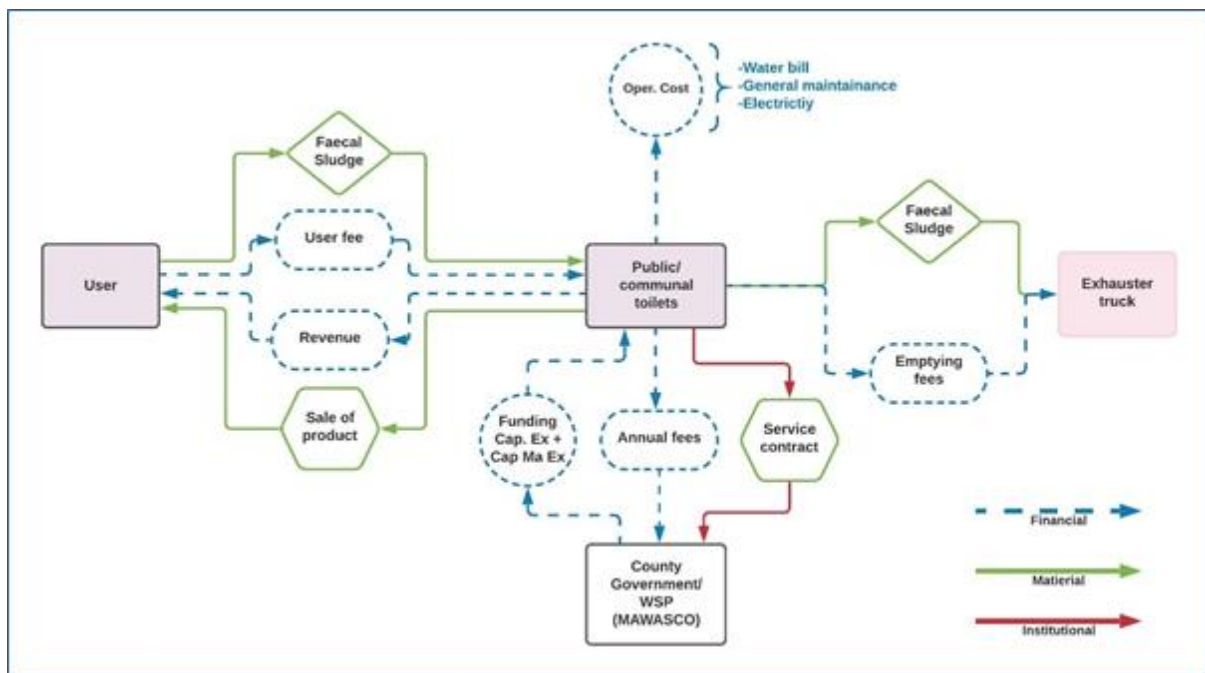 Oper. Cost
-Water bill
-General maintainance
-Electrictiy
Faecal
Sludge
User fee
User
Revenue
Sale of
product
Public/
communal
toilets
Faecal
Sludge
Exhauster
truck
Emptying
fees
Funding
Cap. Ex +
Cap Ma Ex
Annual fees
Service
contract
County
Government/
WSP
(MAWASCO)
Financial
Matierial
Institutional